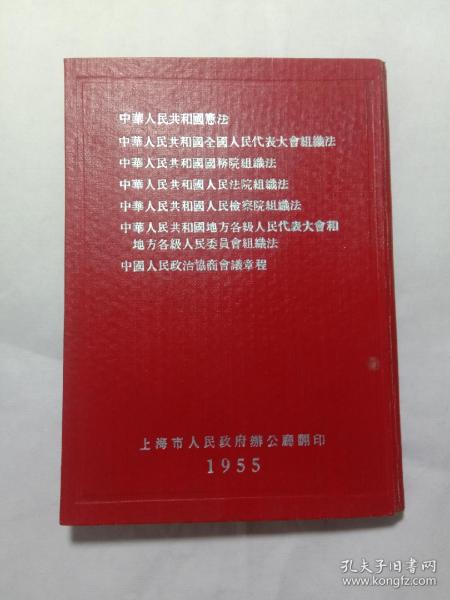 中華人民共和國憲法
中華人民共和國全國人民代表大會組織法
中華人民共和國國務院組織法
中華人民共和國人民法院組織法
中華人民共和國人民檢察院組織法
中華人民共和國地方各級人民代表大會和
地方各級人民委員會組織法
中國人民政治協商會議章程
上海市人民政府辦公廳翻印
1955
孔夫子旧书网
www.kongfz.com